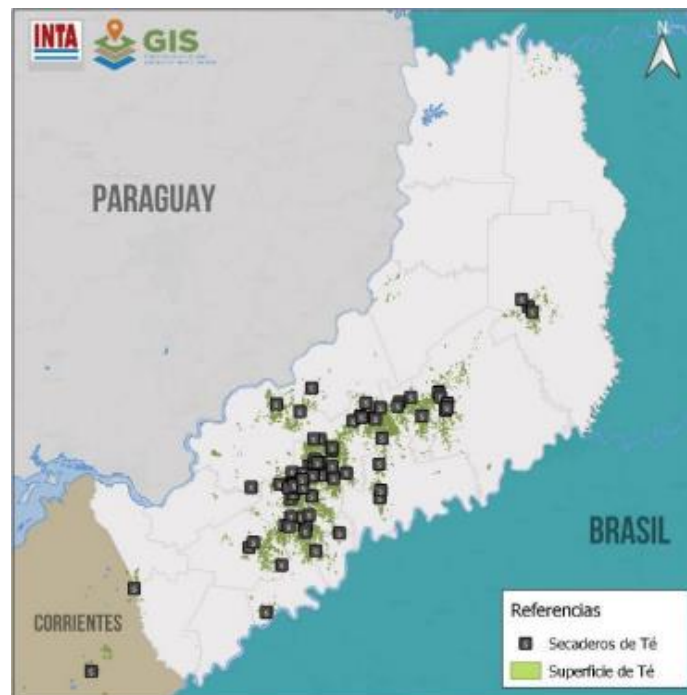 INTA
GIS
N
PARAGUAY
BRASIL
CORRIENTES
Referencias
Secaderos de Té
Superficie de Té